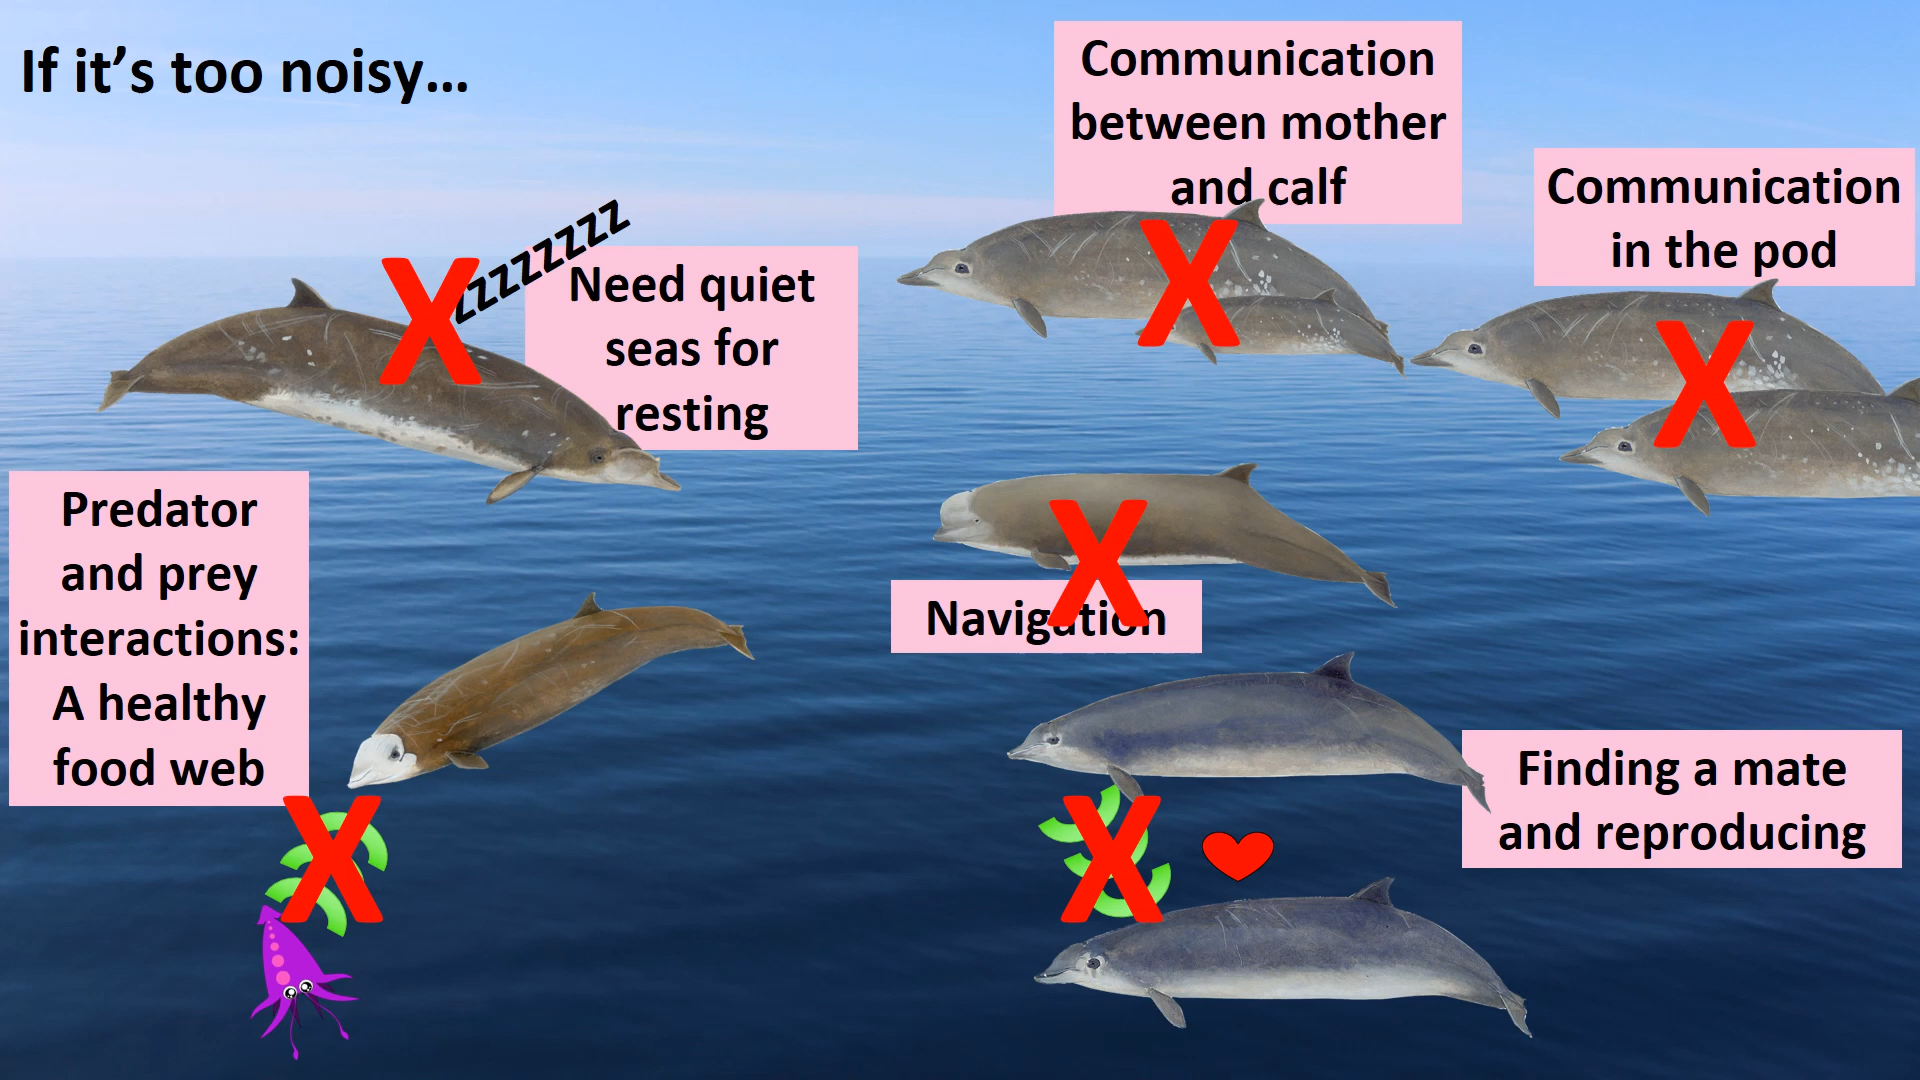 If it's too noisy...
Communication
between mother
and calf
Communication
in the pod
zzzzzzzz
Need quiet
seas for
resting
Predator
and prey
interactions:
A healthy
food web
Navigation
Finding a mate
and reproducing
X
X
X
X
X
X